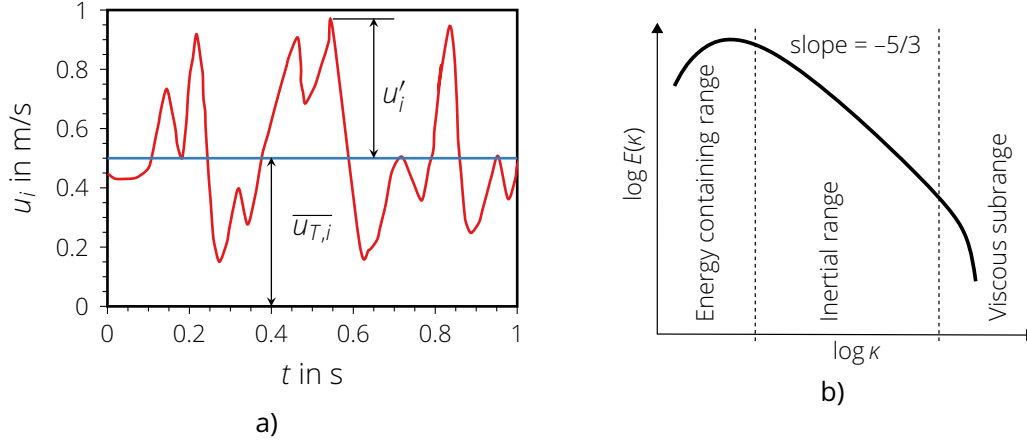 1
0.8
0.6
0.4
0.2
0
u_i in m/s
u′_i
\overline{u_{T,i}}
0
0.2
0.4
0.6
0.8
1
t in s
a)
slope = –5/3
log E(κ)
Energy containing range
Inertial range
Viscous subrange
log κ
b)